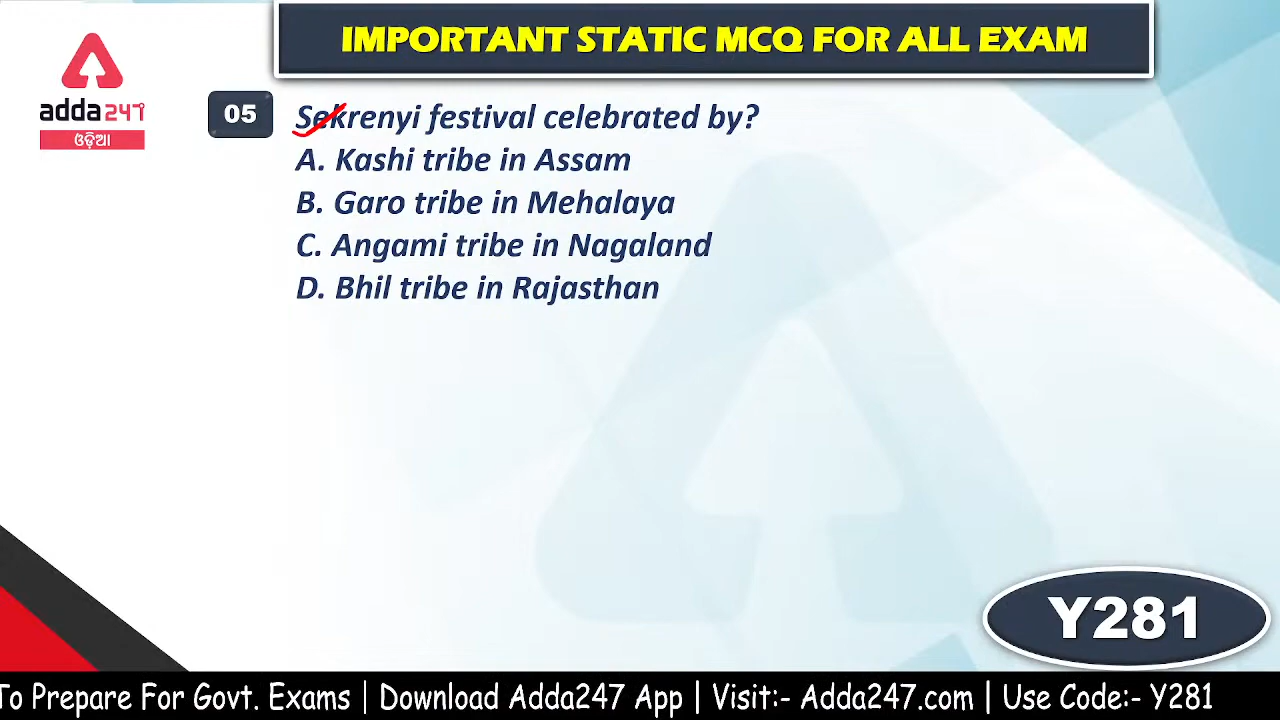 IMPORTANT STATIC MCQ FOR ALL EXAM
adda247
ଓଡ଼ିଆ
05
Sekrenyi festival celebrated by?
A. Kashi tribe in Assam
B. Garo tribe in Mehalaya
C. Angami tribe in Nagaland
D. Bhil tribe in Rajasthan
Y281
To Prepare For Govt. Exams | Download Adda247 App | Visit:- Adda247.com | Use Code:- Y281